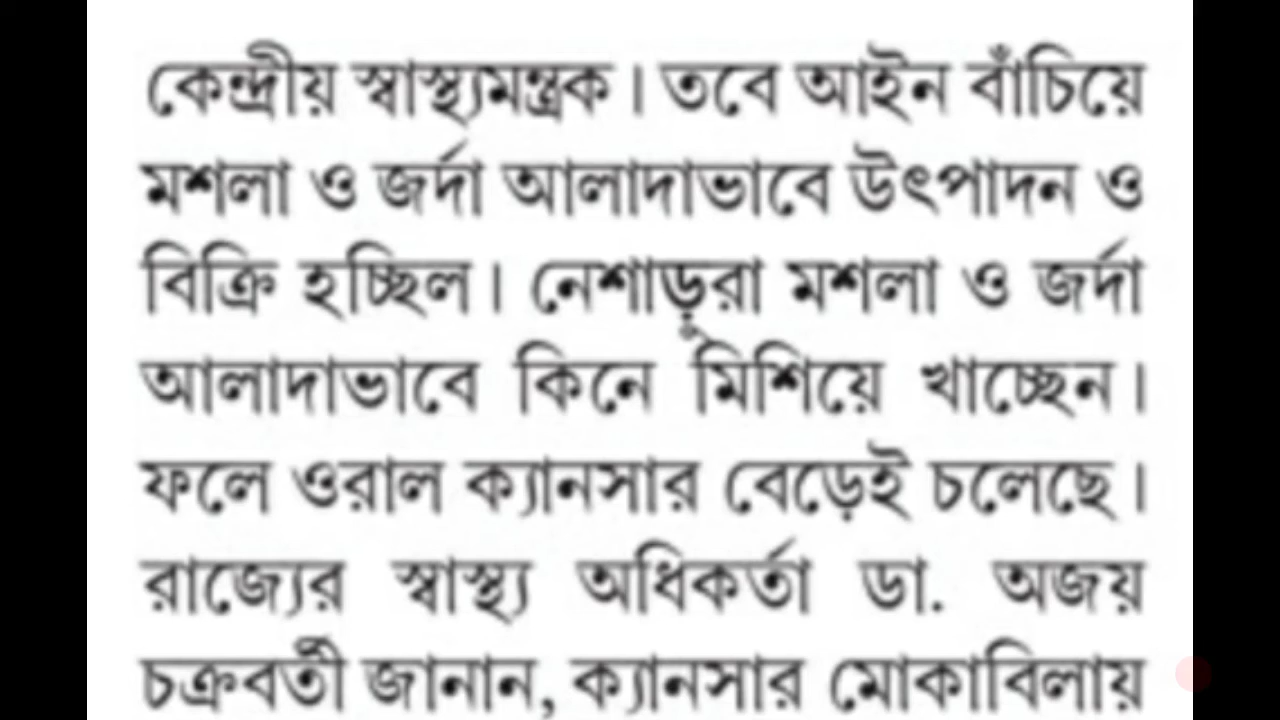 কেন্দ্রীয় স্বাস্থ্যমন্ত্রক। তবে আইন বাঁচিয়ে
মশলা ও জর্দা আলাদাভাবে উৎপাদন ও
বিক্রি হচ্ছিল। নেশাড়ুরা মশলা ও জর্দা
আলাদাভাবে কিনে মিশিয়ে খাচ্ছেন।
ফলে ওরাল ক্যানসার বেড়েই চলেছে।
রাজ্যের স্বাস্থ্য অধিকর্তা ডা. অজয়
চক্রবর্তী জানান, ক্যানসার মোকাবিলায়